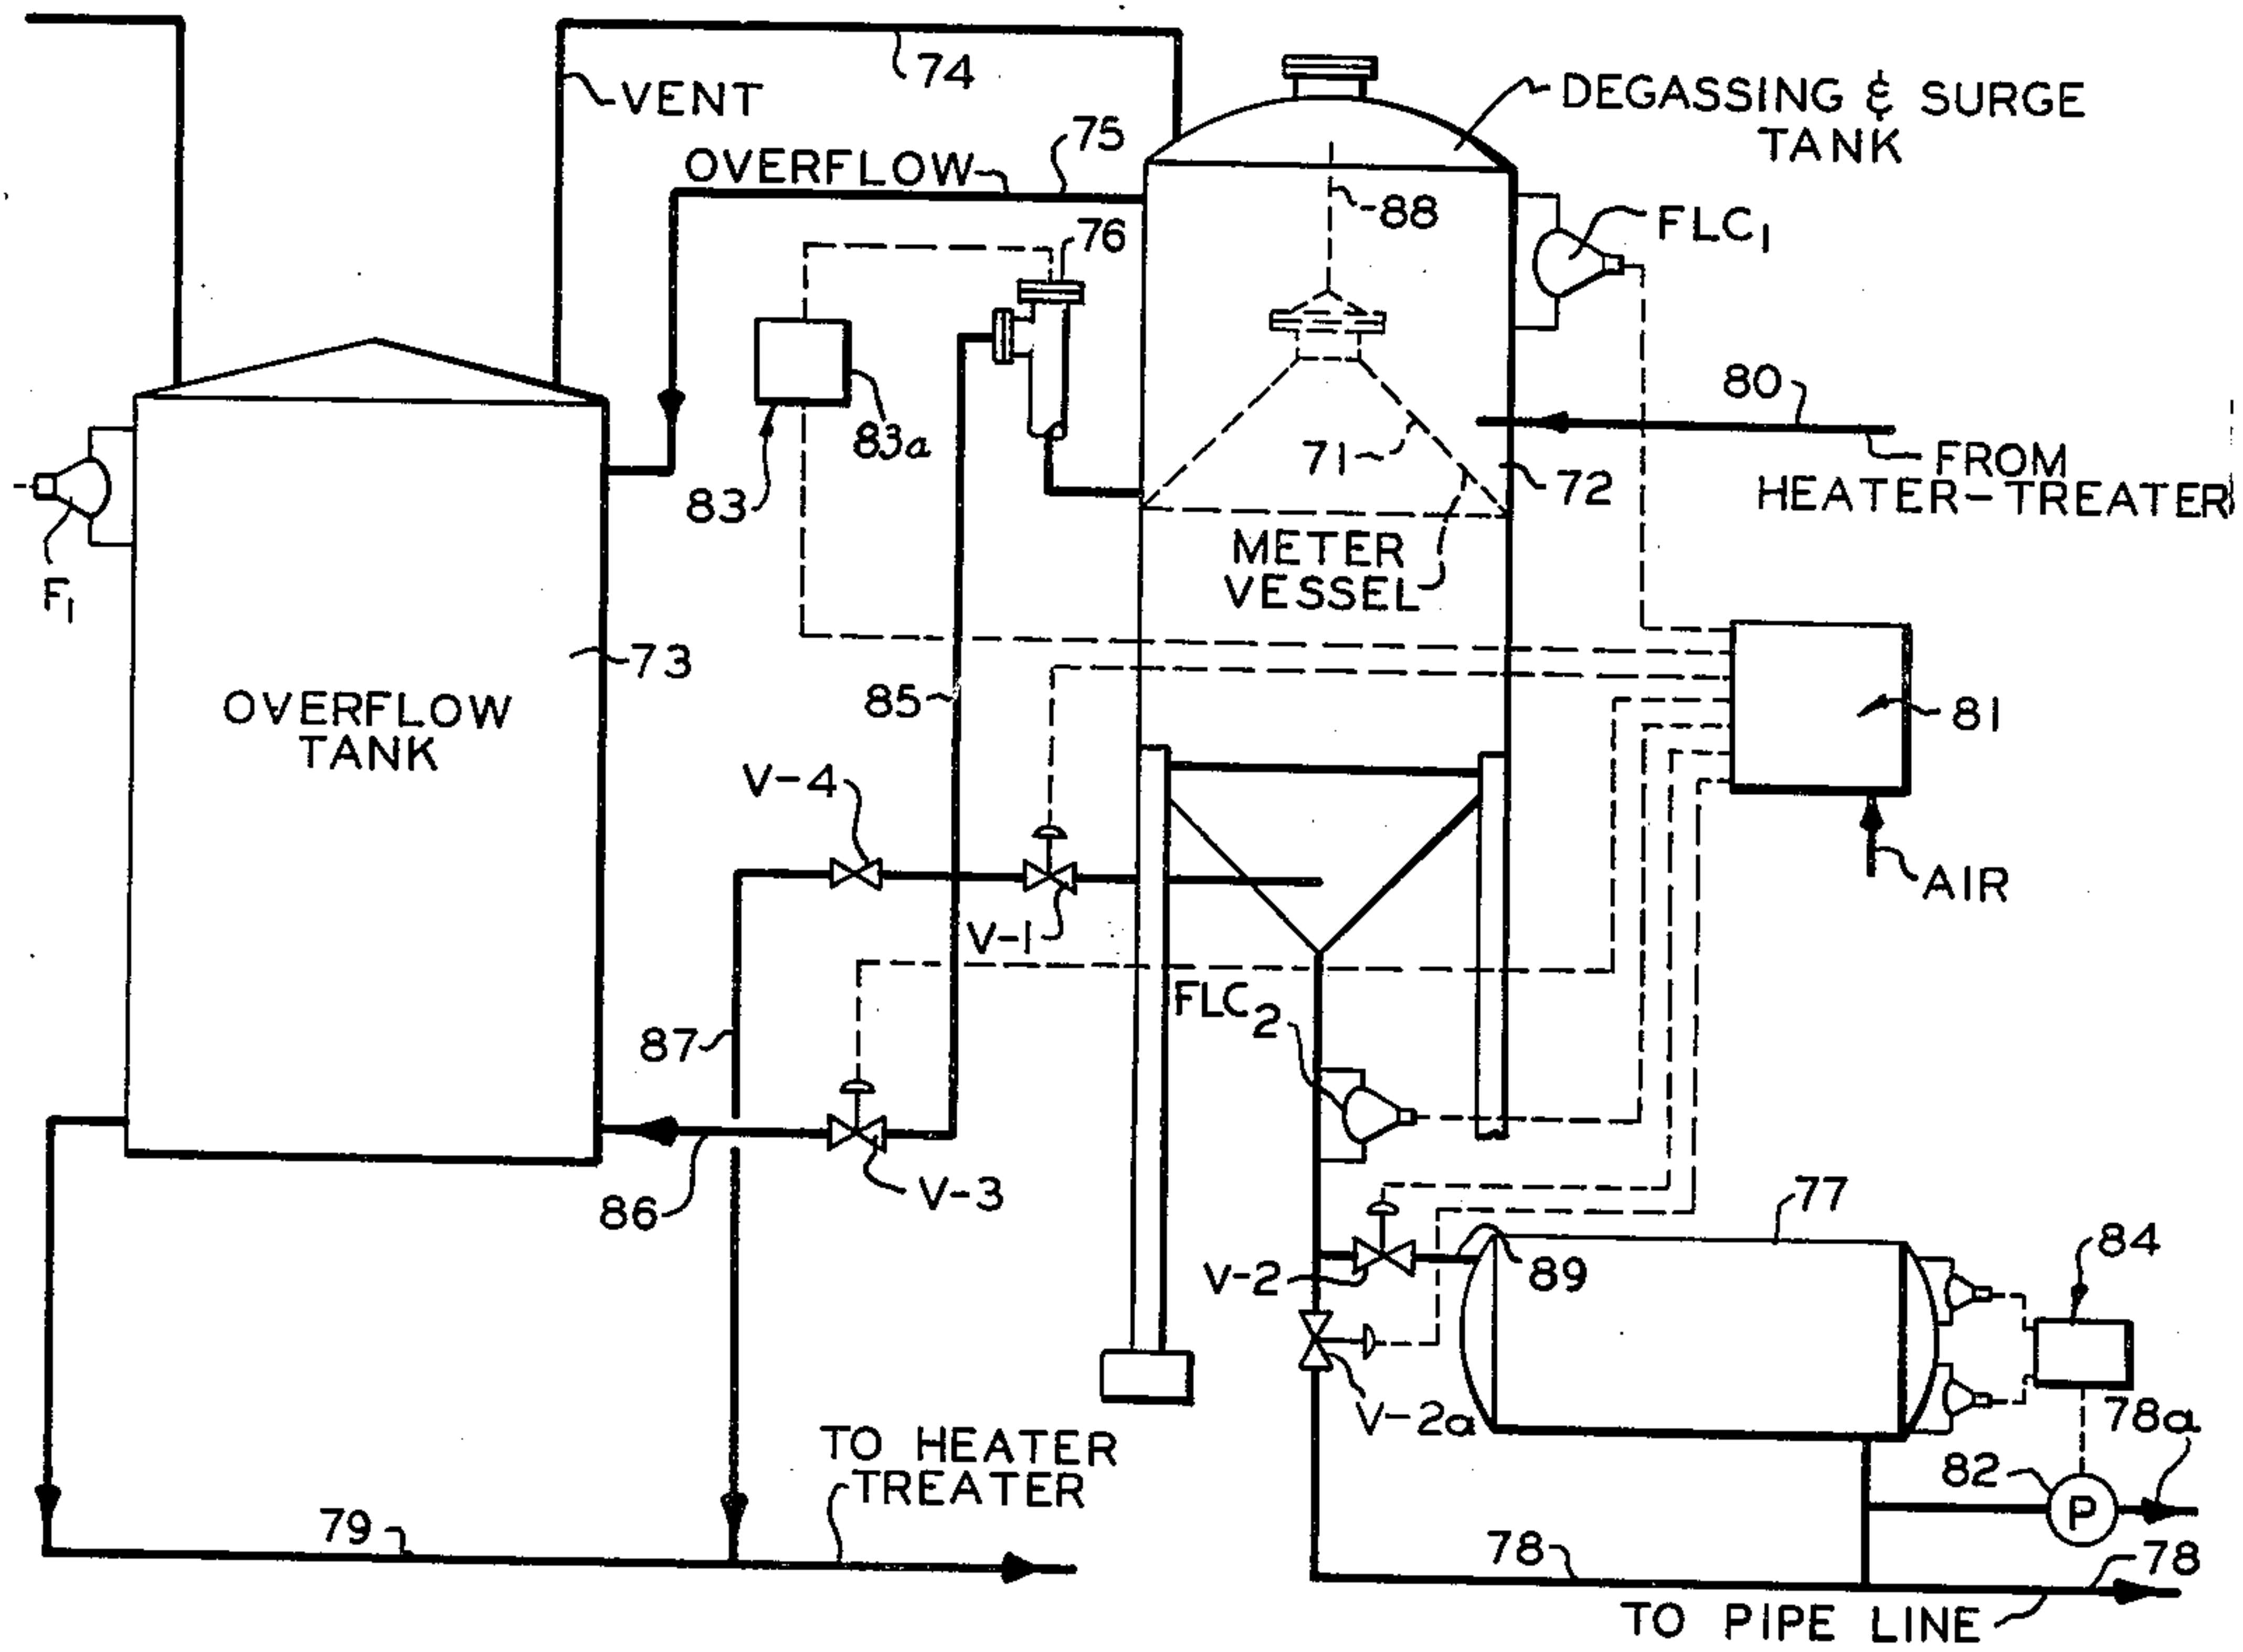 74
VENT
DEGASSING & SURGE
TANK
75
OVERFLOW
76
88
FLC1
80
83a
83
71
72
FROM
HEATER-TREATER
METER
VESSEL
F1
73
OVERFLOW
TANK
85
81
V-4
AIR
V-1
FLC2
87
V-3
86
77
84
V-2
89
V-2a
78a
TO HEATER
TREATER
82
P
79
78
78
TO PIPE LINE